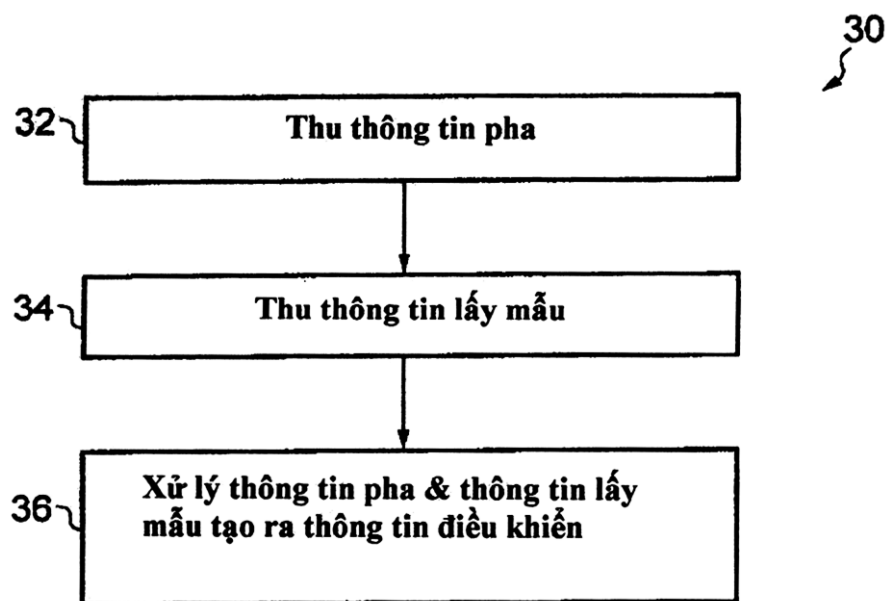 30
32
Thu thông tin pha
34
Thu thông tin lấy mẫu
36
Xử lý thông tin pha & thông tin lấy
mẫu tạo ra thông tin điều khiển